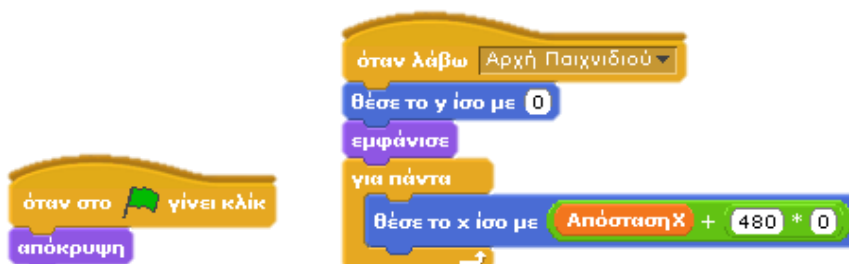 όταν στο γίνει κλίκ
απόκρυψη
όταν λάβω Αρχή Παιχνιδιού
θέσε το y ίσο με 0
εμφάνισε
για πάντα
θέσε το x ίσο με ΑπόστασηX + 480 * 0